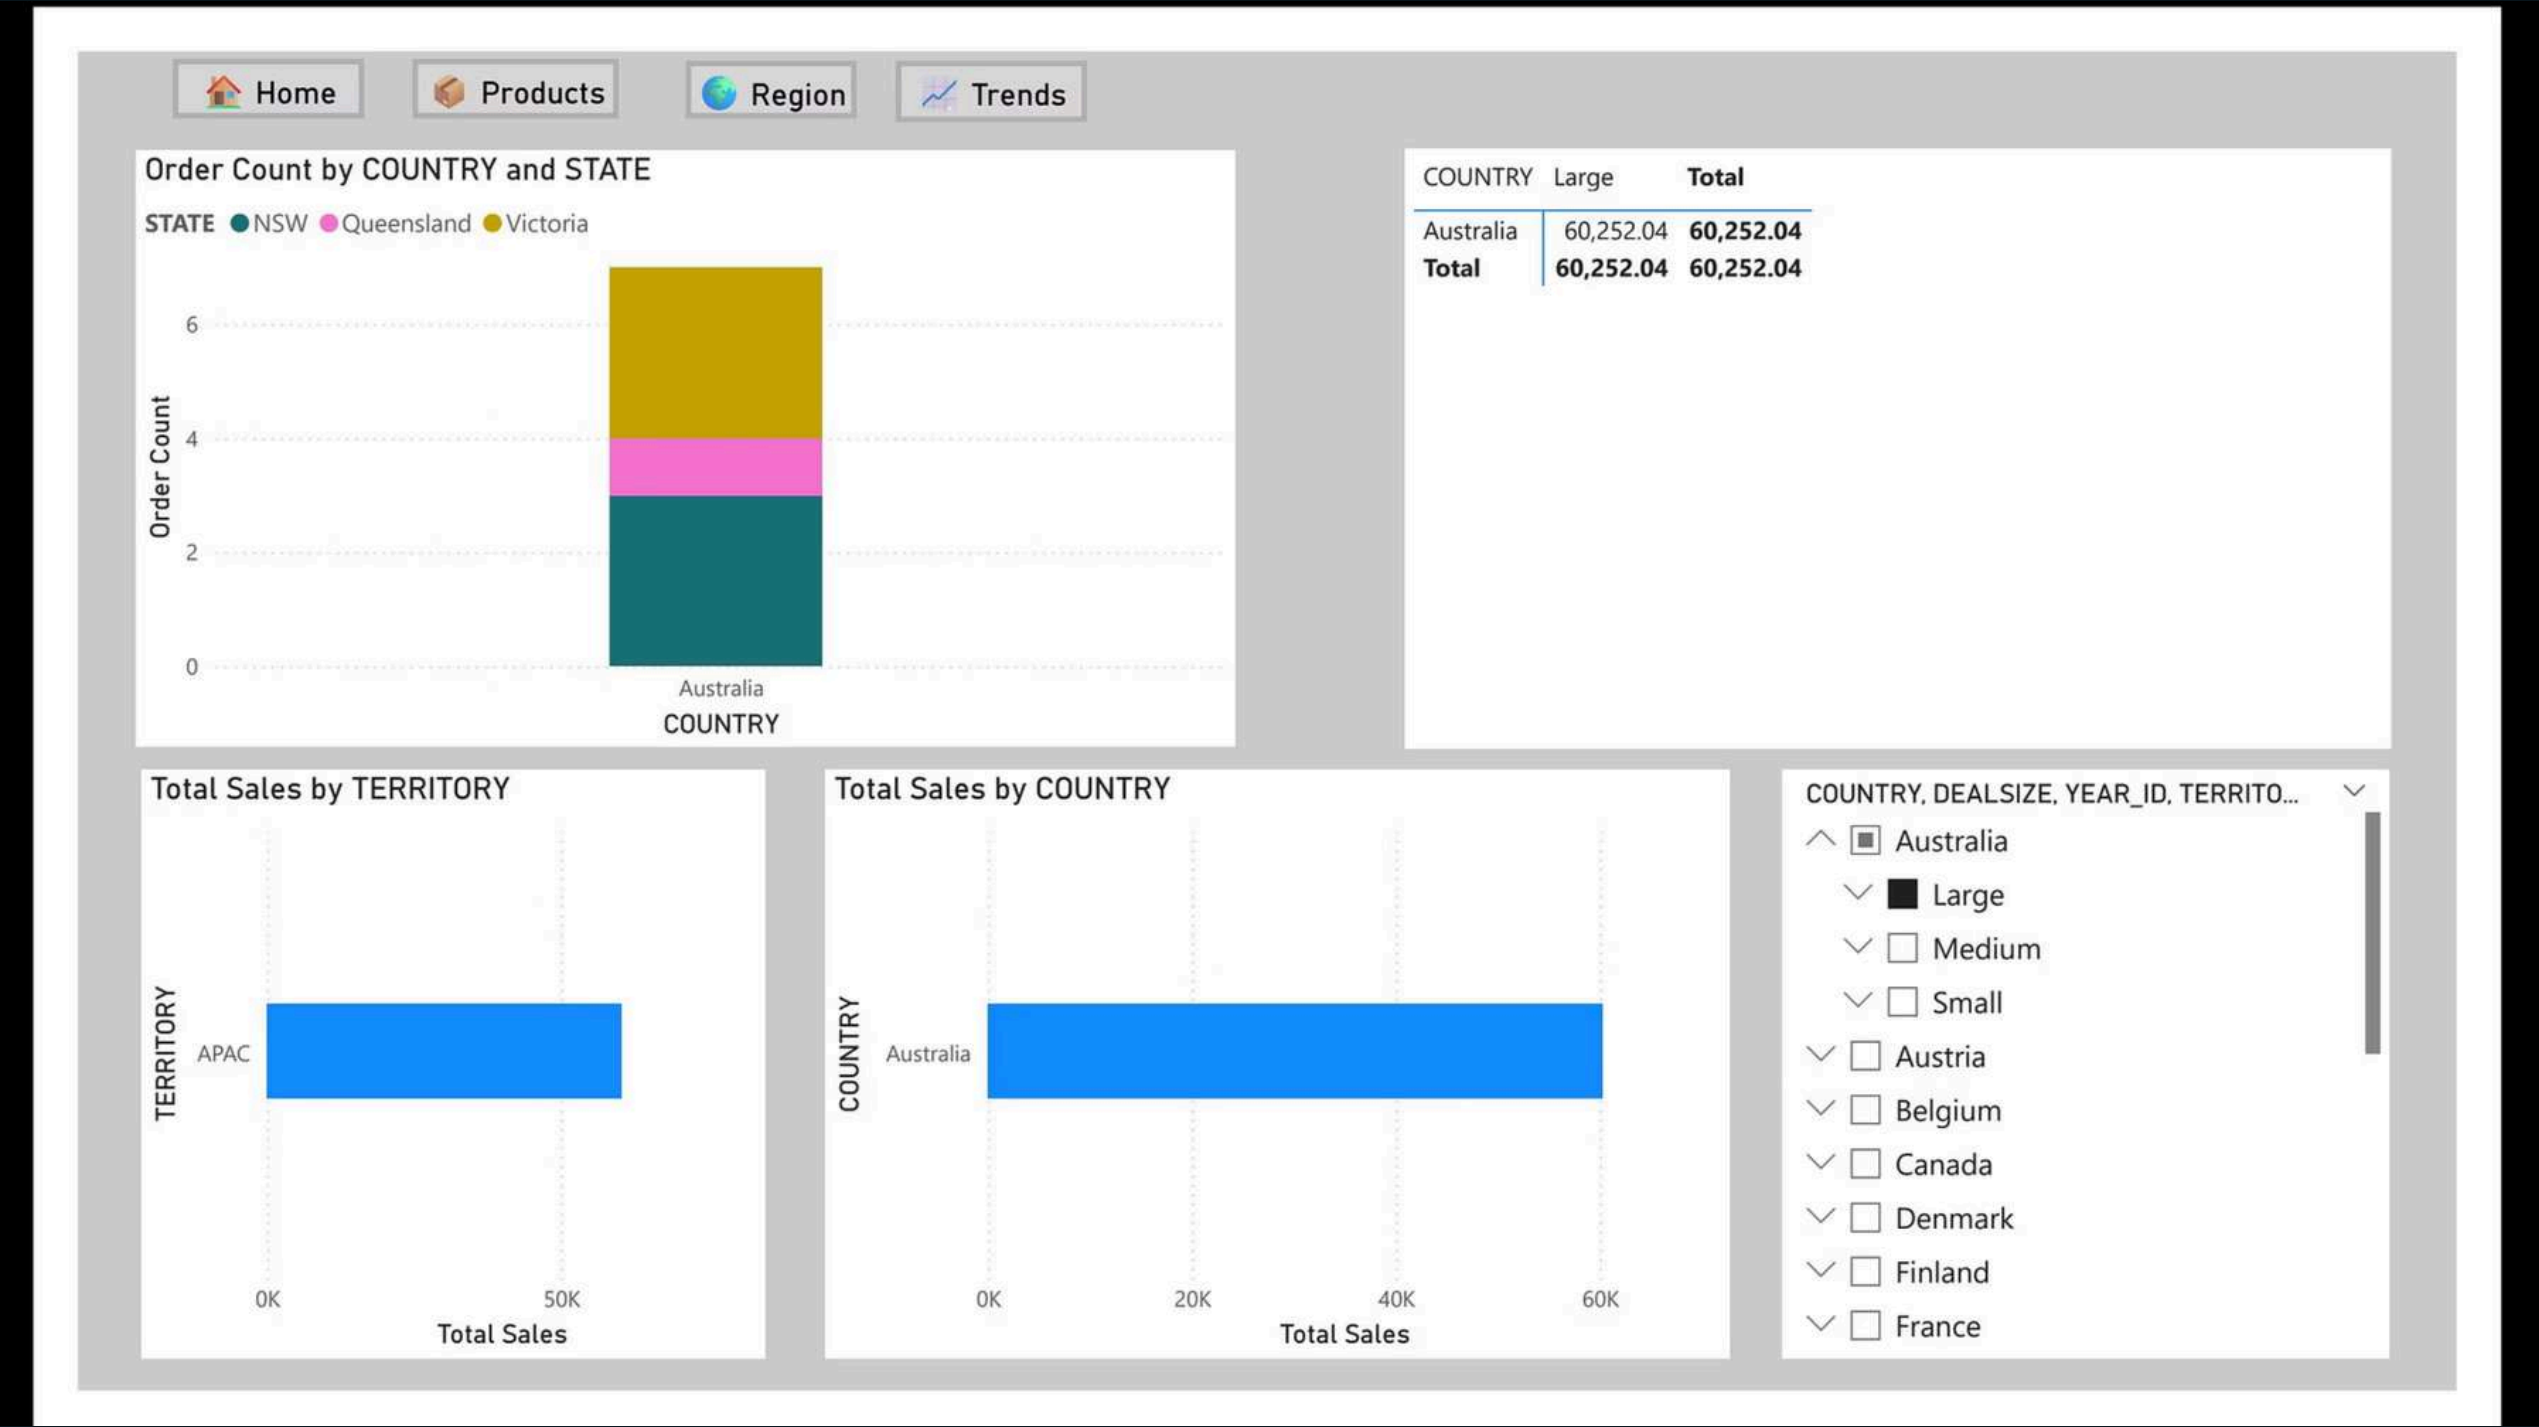 Home
Products
Region
Trends
Order Count by COUNTRY and STATE
STATE NSW Queensland Victoria
6
4
2
0
Order Count
Australia
COUNTRY
COUNTRY Large Total
Australia 60,252.04 60,252.04
Total 60,252.04 60,252.04
Total Sales by TERRITORY
TERRITORY
APAC
0K 50K
Total Sales
Total Sales by COUNTRY
COUNTRY
Australia
0K 20K 40K 60K
Total Sales
COUNTRY, DEALSIZE, YEAR_ID, TERRITO...
Australia
Large
Medium
Small
Austria
Belgium
Canada
Denmark
Finland
France